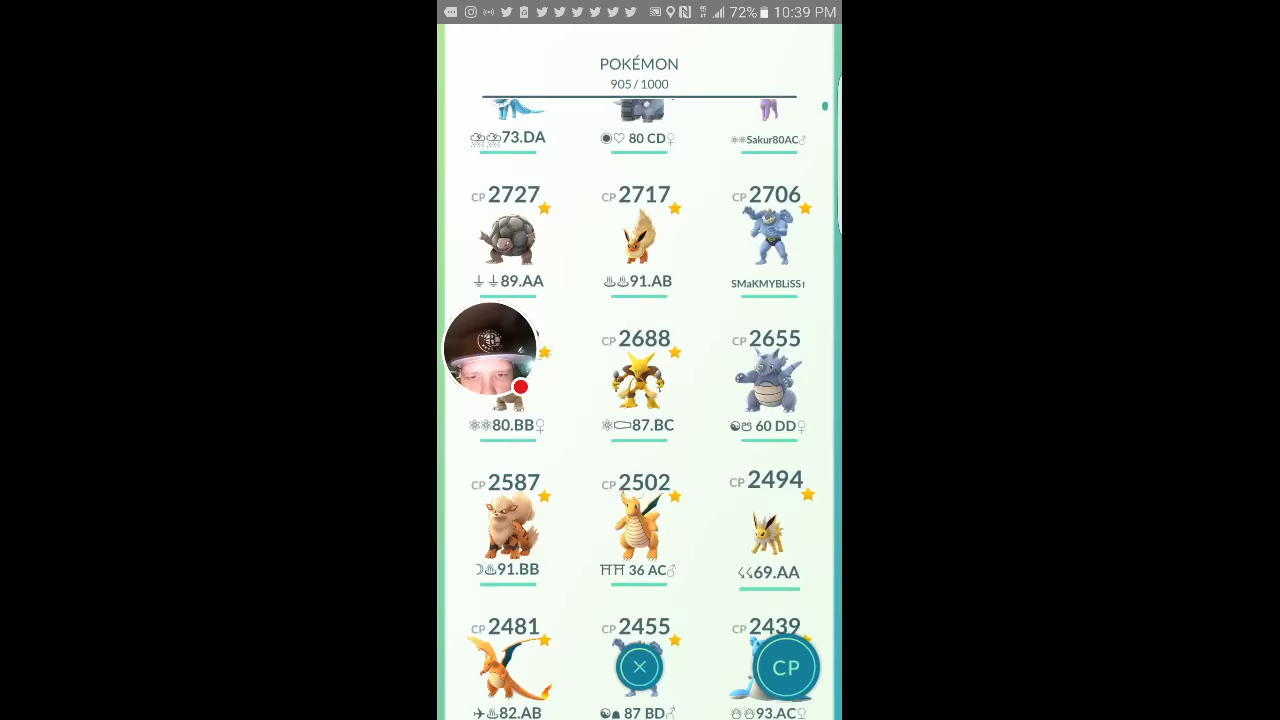 72% 10:39 PM
POKÉMON
905 / 1000
73.DA 80 CD♀ Sakur80AC♂
CP 2727 CP 2717 CP 2706
89.AA 91.AB SMaKMYBLiSS
CP 2688 CP 2655
80.BB♀ 87.BC 60 DD♀
CP 2587 CP 2502 CP 2494
91.BB 36 AC♂ 69.AA
CP 2481 CP 2455 CP 2439
CP
82.AB 87 BD♂ 93.AC♀